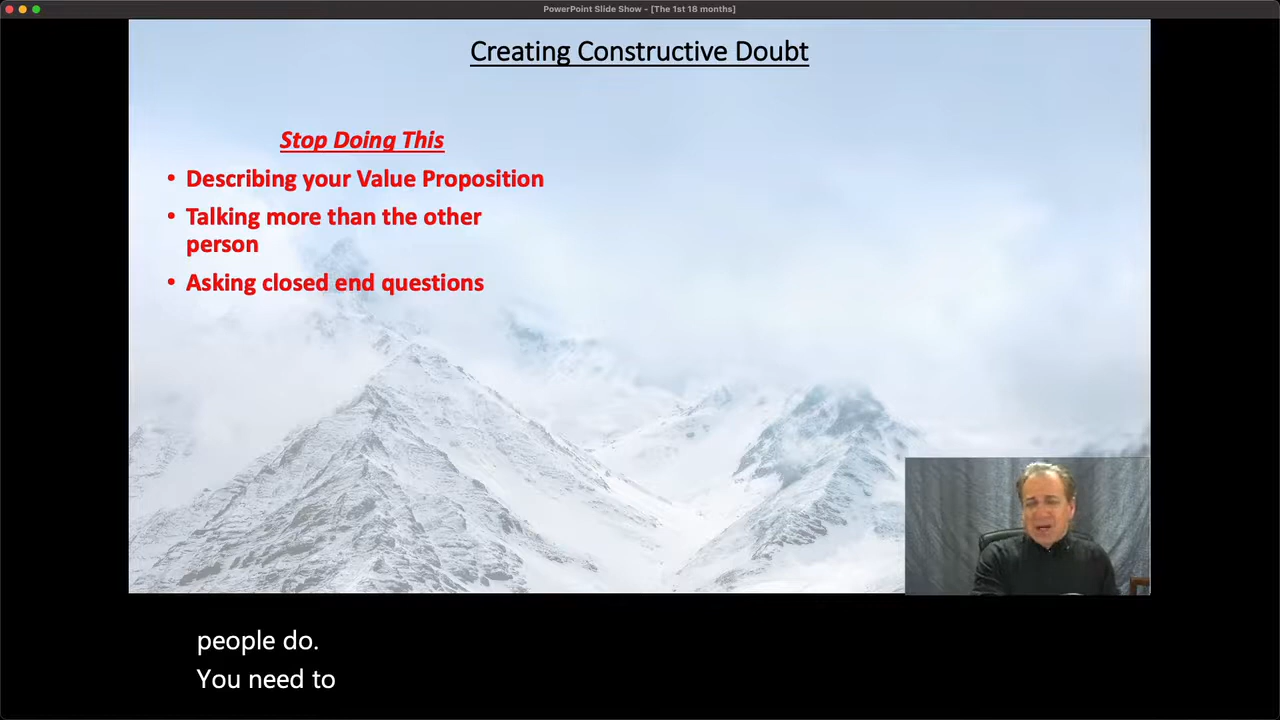 PowerPoint Slide Show - [The 1st 18 months]
Creating Constructive Doubt
Stop Doing This
• Describing your Value Proposition
• Talking more than the other
person
• Asking closed end questions
people do.
You need to